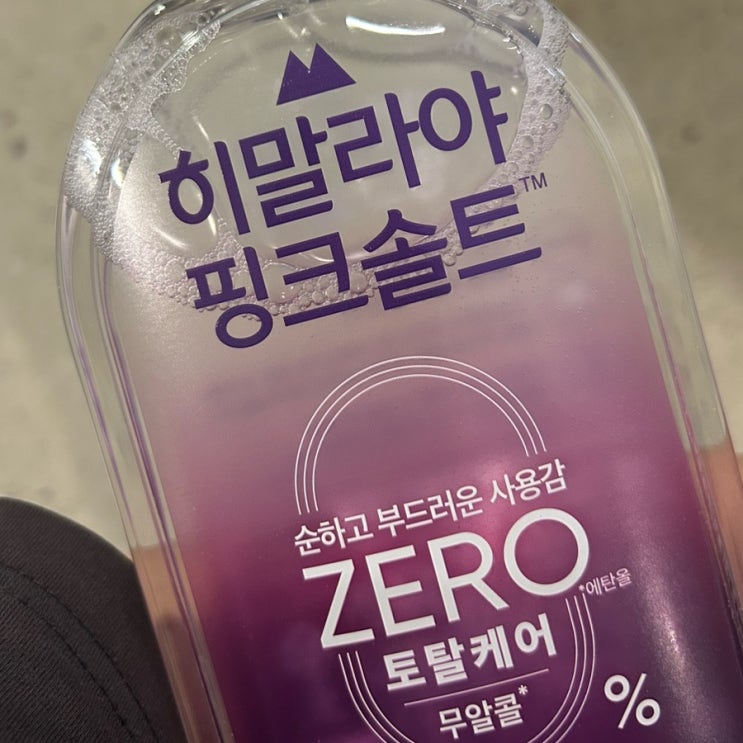 히말라야
핑크솔트™
순하고 부드러운 사용감
ZERO
*에탄올
토탈케어
무알콜*
%